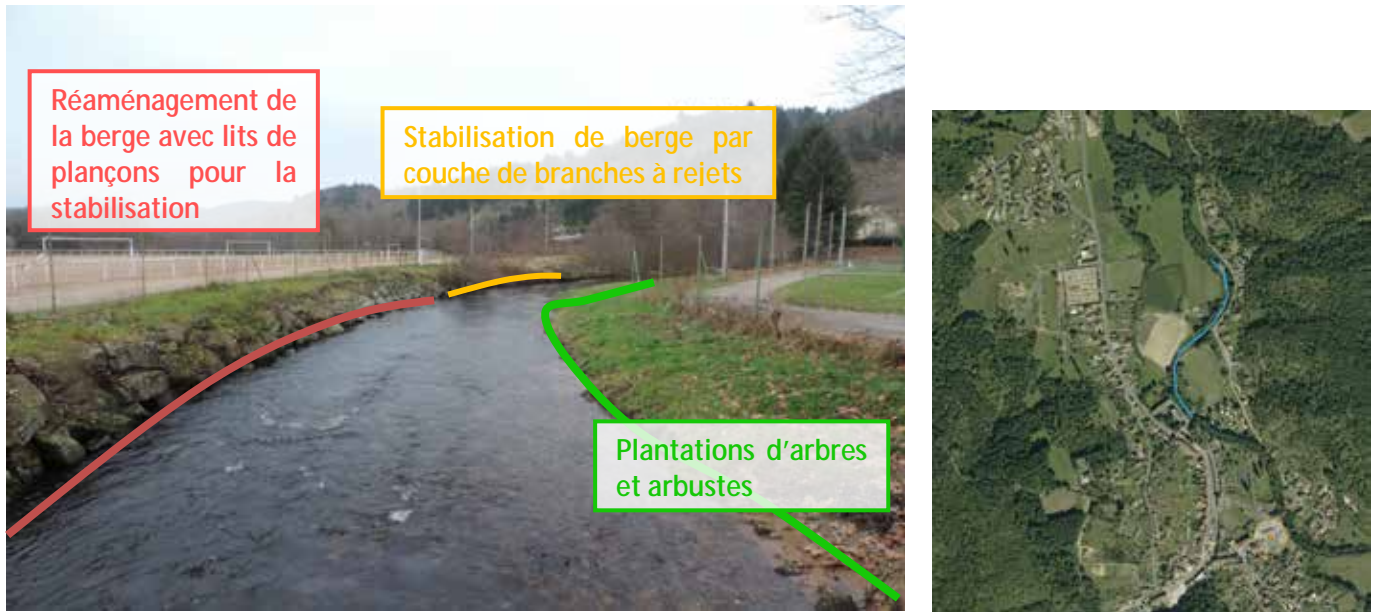 Réaménagement de
la berge avec lits de
plançons pour la
stabilisation
Stabilisation de berge par
couche de branches à rejets
Plantations d'arbres
et arbustes